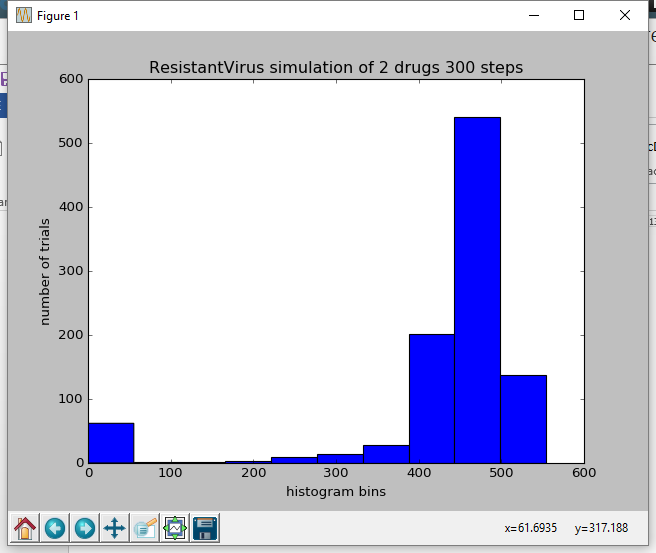 Figure 1
ResistantVirus simulation of 2 drugs 300 steps
600
500
400
300
200
100
0
number of trials
0 100 200 300 400 500 600
histogram bins
x=61.6935 y=317.188